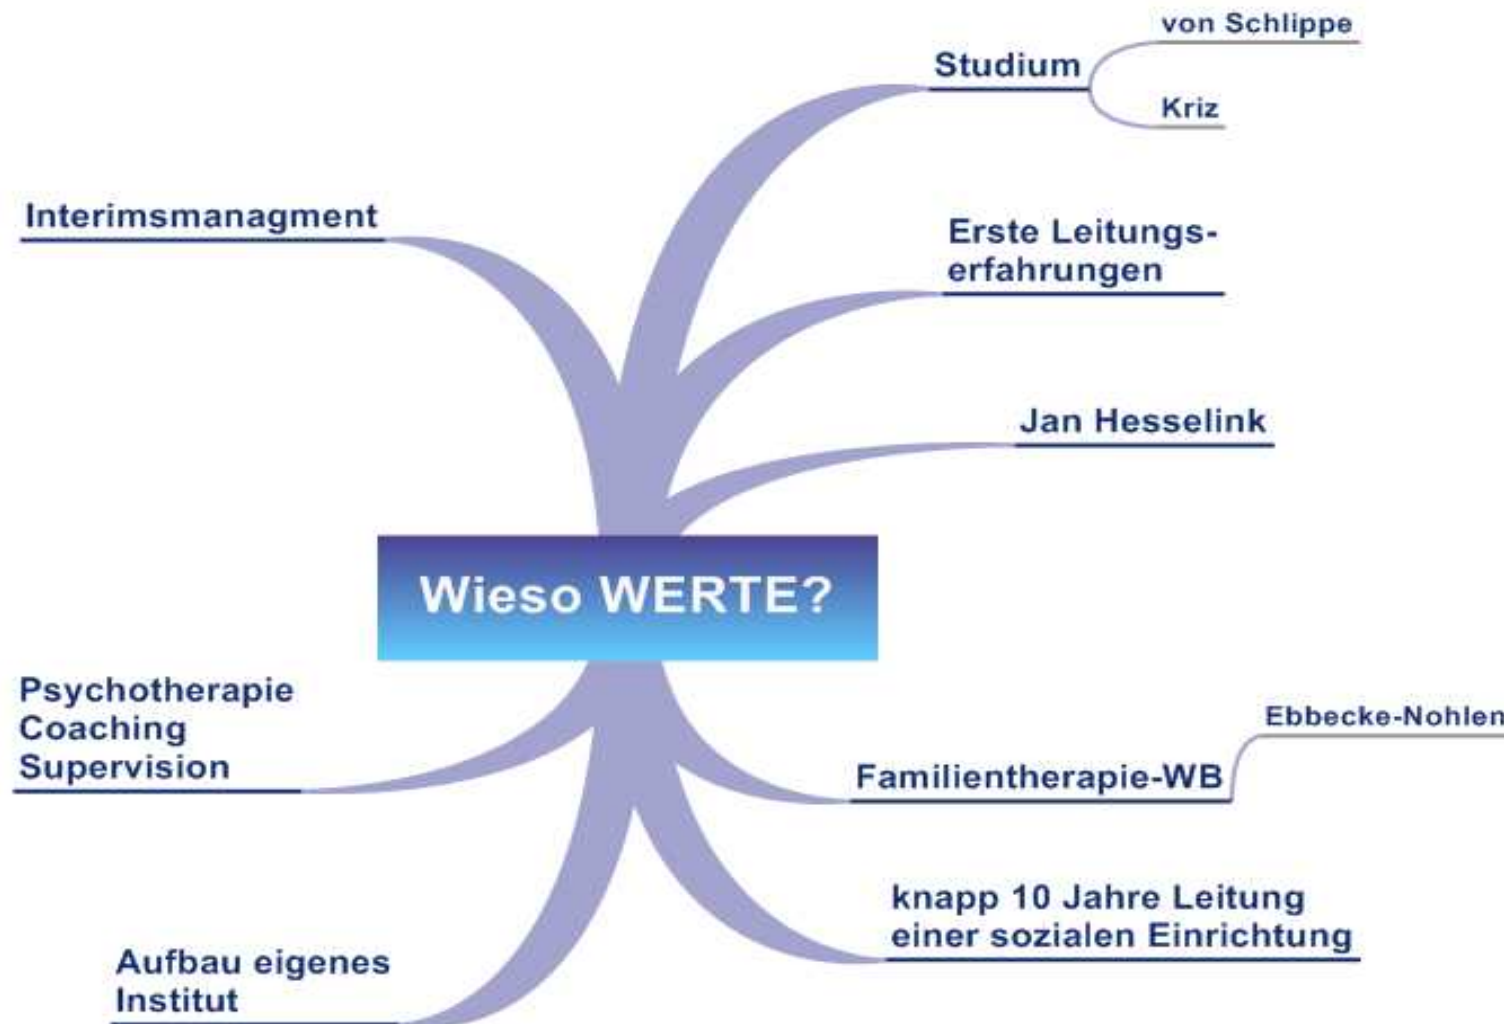 von Schlippe
Studium
Kriz
Interimsmanagment
Erste Leitungs-
erfahrungen
Jan Hesselink
Wieso WERTE?
Psychotherapie
Coaching
Supervision
Ebbecke-Nohlen
Familientherapie-WB
knapp 10 Jahre Leitung
einer sozialen Einrichtung
Aufbau eigenes
Institut